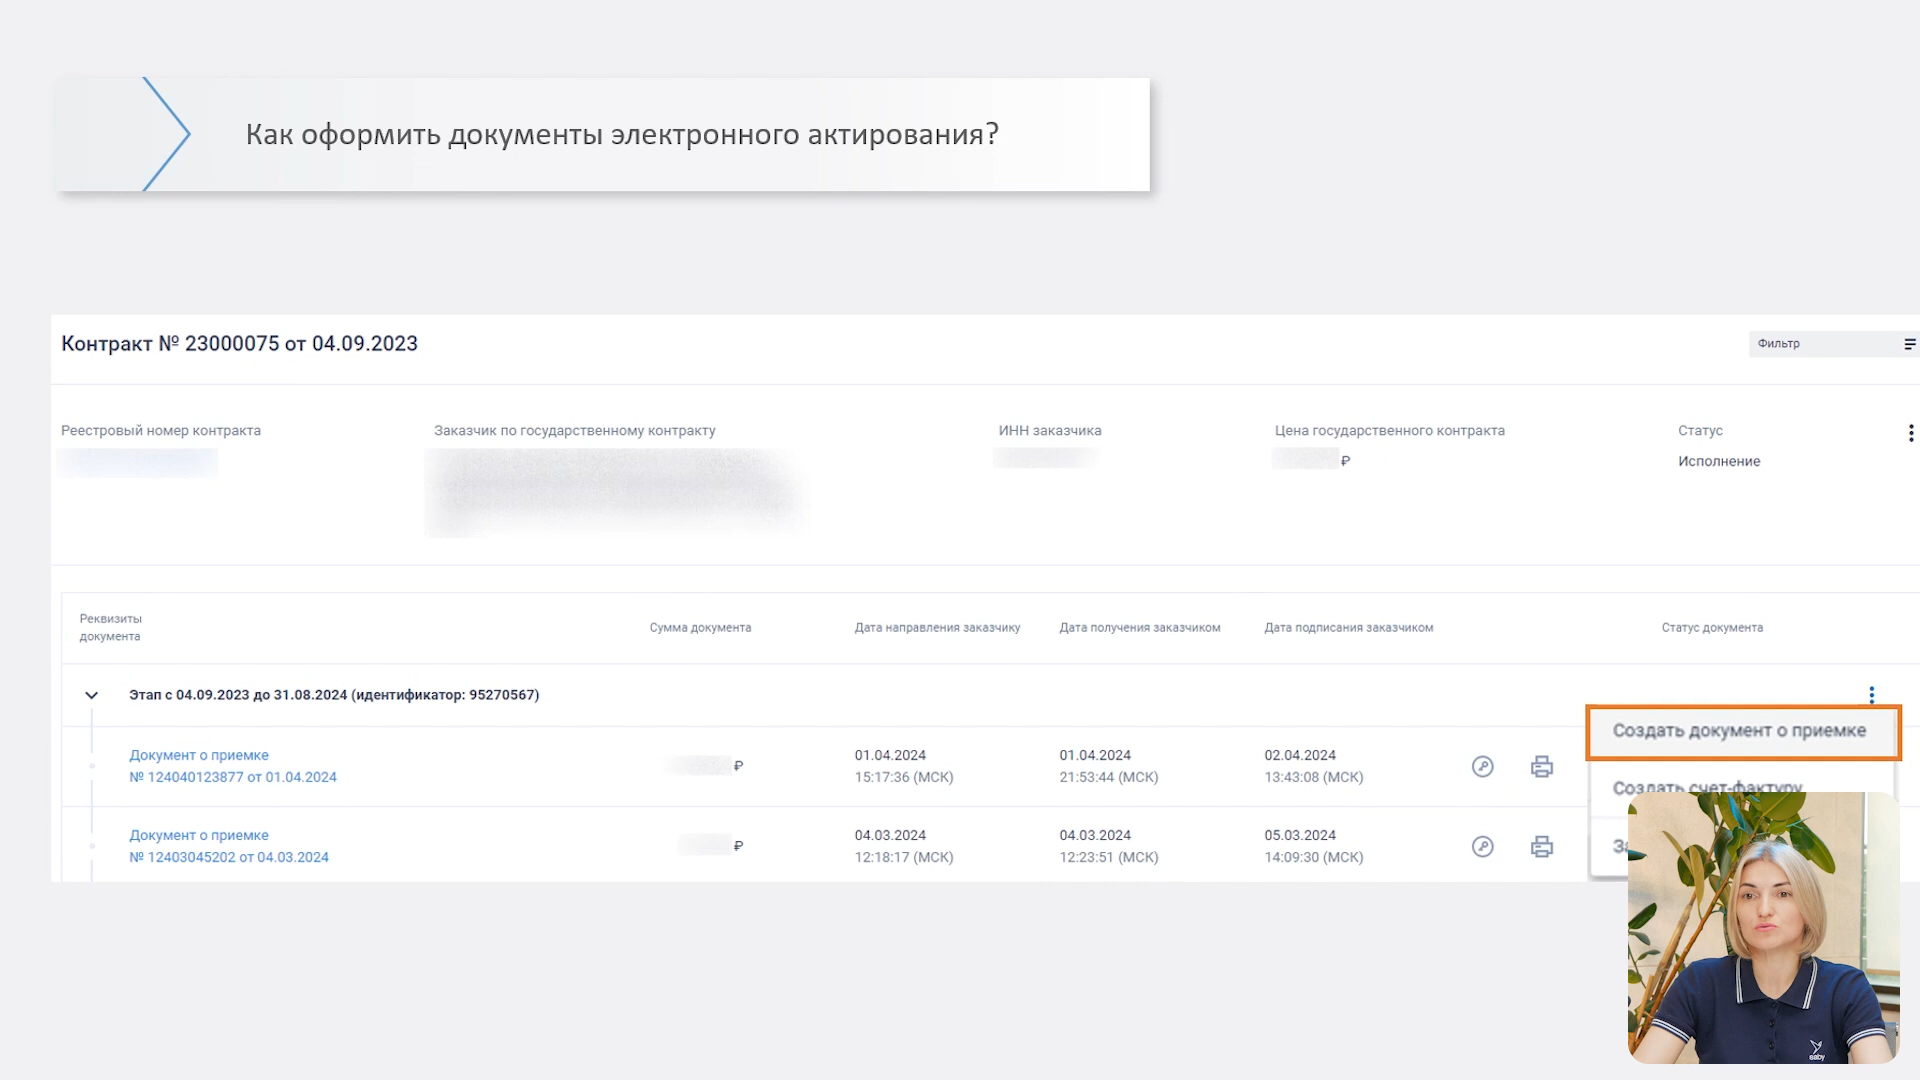 Как оформить документы электронного актирования?
Контракт № 23000075 от 04.09.2023
Фильтр
Реестровый номер контракта
Заказчик по государственному контракту
ИНН заказчика
Цена государственного контракта
Статус
₽
Исполнение
Реквизиты
документа
Сумма документа
Дата направления заказчику
Дата получения заказчиком
Дата подписания заказчиком
Статус документа
Этап с 04.09.2023 до 31.08.2024 (идентификатор: 95270567)
Создать документ о приемке
Документ о приемке
№ 124040123877 от 01.04.2024
₽
01.04.2024
15:17:36 (МСК)
01.04.2024
21:53:44 (МСК)
02.04.2024
13:43:08 (МСК)
Создать счет-фактуру
Документ о приемке
№ 12403045202 от 04.03.2024
₽
04.03.2024
12:18:17 (МСК)
04.03.2024
12:23:51 (МСК)
05.03.2024
14:09:30 (МСК)
saby